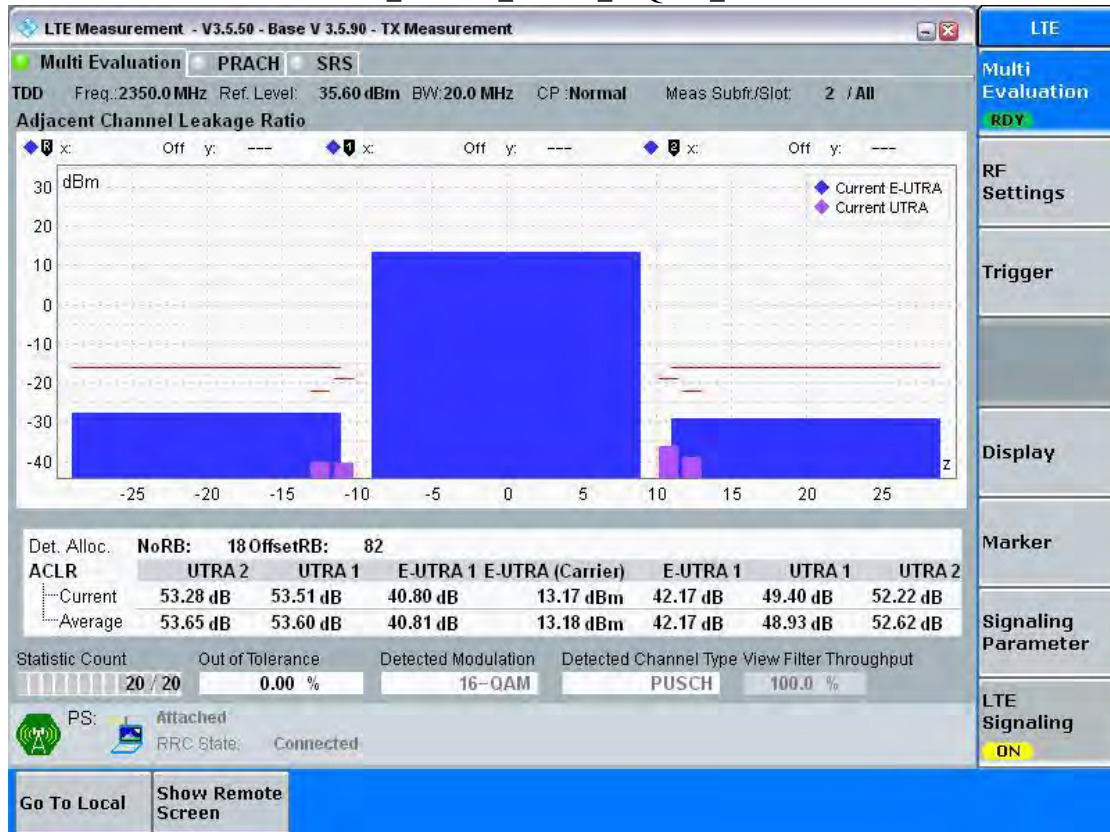 LTE Measurement - V3.5.50 - Base V 3.5.90 - TX Measurement
LTE
Multi Evaluation PRACH SRS
TDD Freq.:2350.0 MHz Ref. Level: 35.60 dBm BW:20.0 MHz CP :Normal Meas Subfr./Slot: 2 / All
Adjacent Channel Leakage Ratio
R x: Off y: --- 1 x: Off y: --- 2 x: Off y: ---
dBm
Current E-UTRA
Current UTRA
30
20
10
0
-10
-20
-30
-40
z
-25 -20 -15 -10 -5 0 5 10 15 20 25
Det. Alloc. NoRB: 18 OffsetRB: 82
ACLR UTRA 2 UTRA 1 E-UTRA 1 E-UTRA (Carrier) E-UTRA 1 UTRA 1 UTRA 2
Current 53.28 dB 53.51 dB 40.80 dB 13.17 dBm 42.17 dB 49.40 dB 52.22 dB
Average 53.65 dB 53.60 dB 40.81 dB 13.18 dBm 42.17 dB 48.93 dB 52.62 dB
Statistic Count Out of Tolerance Detected Modulation Detected Channel Type View Filter Throughput
20 / 20 0.00 % 16-QAM PUSCH 100.0 %
PS: Attached
RRC State: Connected
Multi
Evaluation
RDY
RF
Settings
Trigger
Display
Marker
Signaling
Parameter
LTE
Signaling
ON
Go To Local
Show Remote
Screen